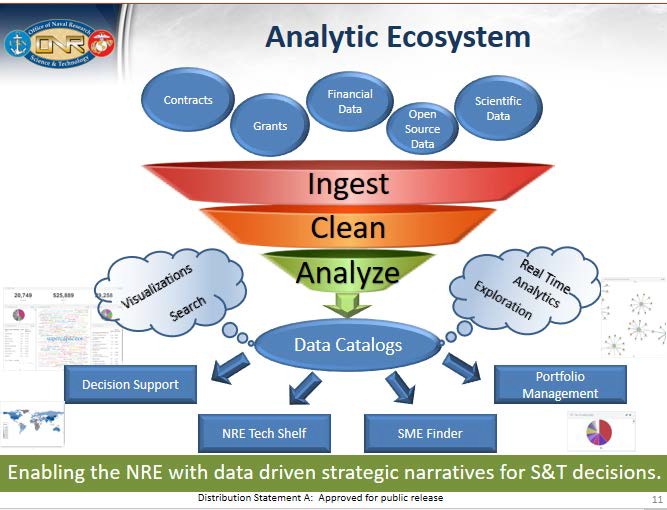 Office of Naval Research
ONR
Science & Technology
Analytic Ecosystem
Contracts
Grants
Financial
Data
Open
Source
Data
Scientific
Data
Ingest
Clean
Analyze
Visualizations
Search
Real Time
Analytics
Exploration
20,749
525,889
Data Catalogs
Decision Support
NRE Tech Shelf
SME Finder
Portfolio
Management
Enabling the NRE with data driven strategic narratives for S&T decisions.
Distribution Statement A: Approved for public release
11